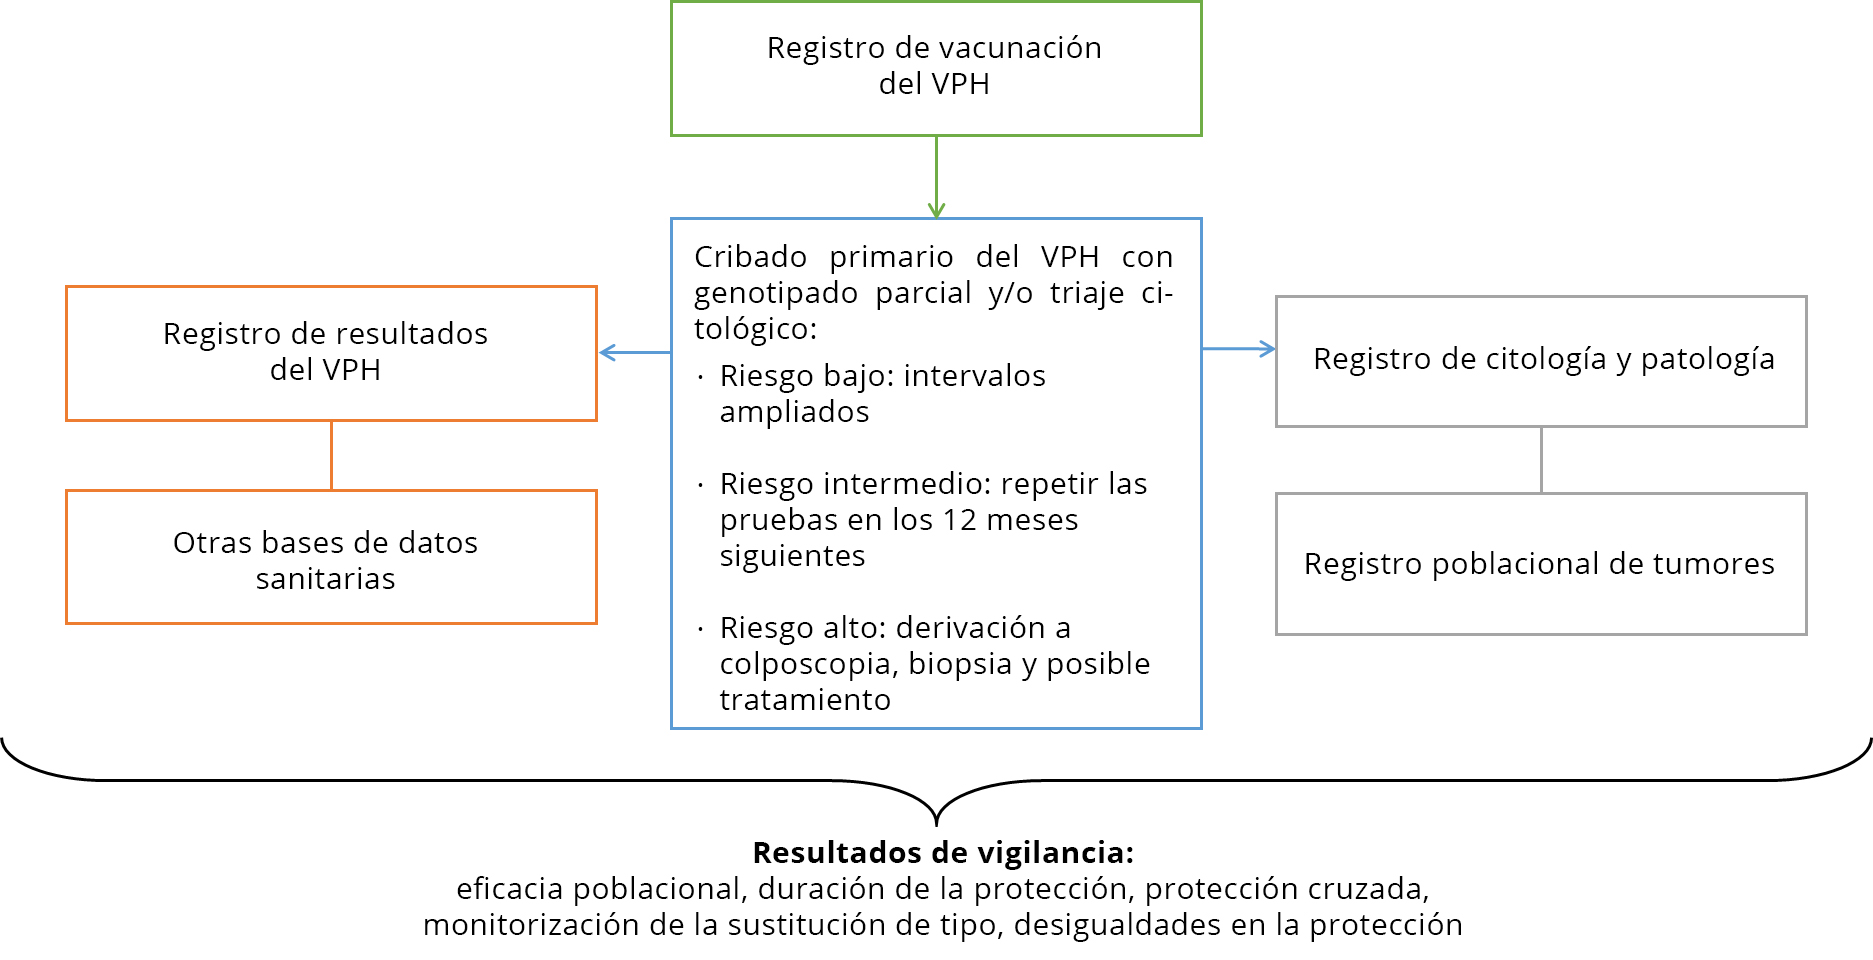 Registro de vacunación
del VPH
Cribado primario del VPH con
genotipado parcial y/o triaje ci-
tológico:
· Riesgo bajo: intervalos
ampliados
· Riesgo intermedio: repetir las
pruebas en los 12 meses
siguientes
· Riesgo alto: derivación a
colposcopia, biopsia y posible
tratamiento
Registro de resultados
del VPH
Otras bases de datos
sanitarias
Registro de citología y patología
Registro poblacional de tumores
Resultados de vigilancia:
eficacia poblacional, duración de la protección, protección cruzada,
monitorización de la sustitución de tipo, desigualdades en la protección